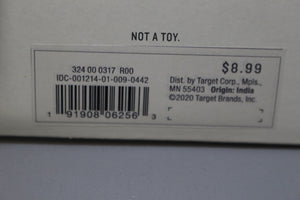 NOT A TOY.
324 00 0317 R00
IDC-001214-01-009-0442
1 91908 06256 3
$8.99
Dist. by Target Corp., Mpls.,
MN 55403 Origin: India
©2020 Target Brands, Inc.